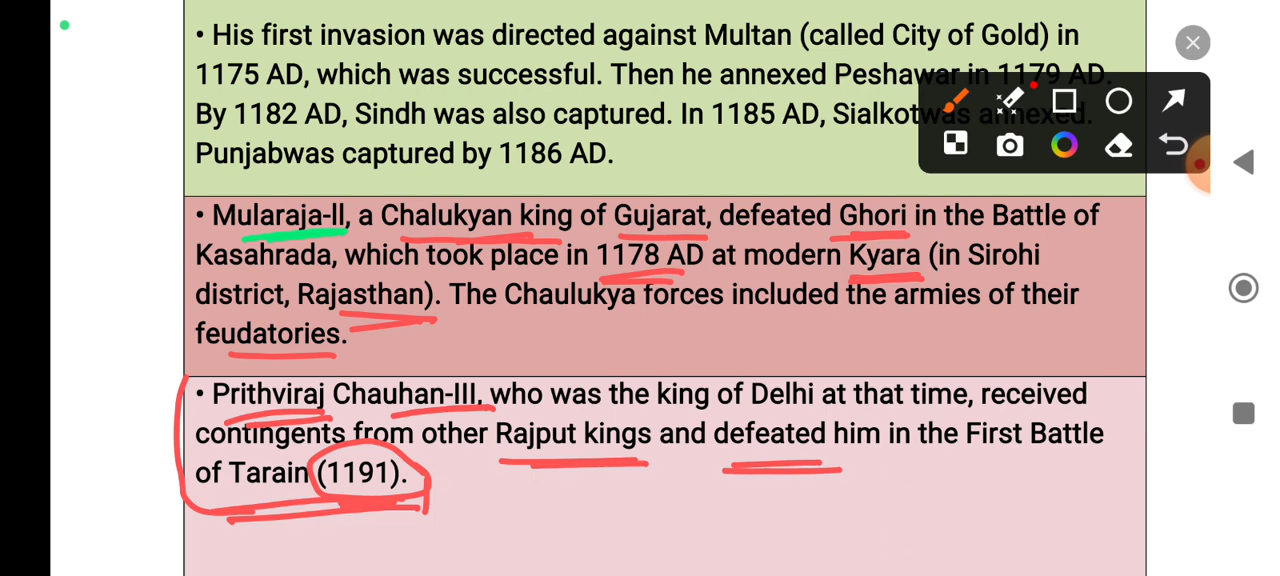 • His first invasion was directed against Multan (called City of Gold) in
1175 AD, which was successful. Then he annexed Peshawar in 1179 AD.
By 1182 AD, Sindh was also captured. In 1185 AD, Sialkotwas annexed.
Punjabwas captured by 1186 AD.
• Mularaja-II, a Chalukyan king of Gujarat, defeated Ghori in the Battle of
Kasahrada, which took place in 1178 AD at modern Kyara (in Sirohi
district, Rajasthan). The Chaulukya forces included the armies of their
feudatories.
• Prithviraj Chauhan-III, who was the king of Delhi at that time, received
contingents from other Rajput kings and defeated him in the First Battle
of Tarain (1191).